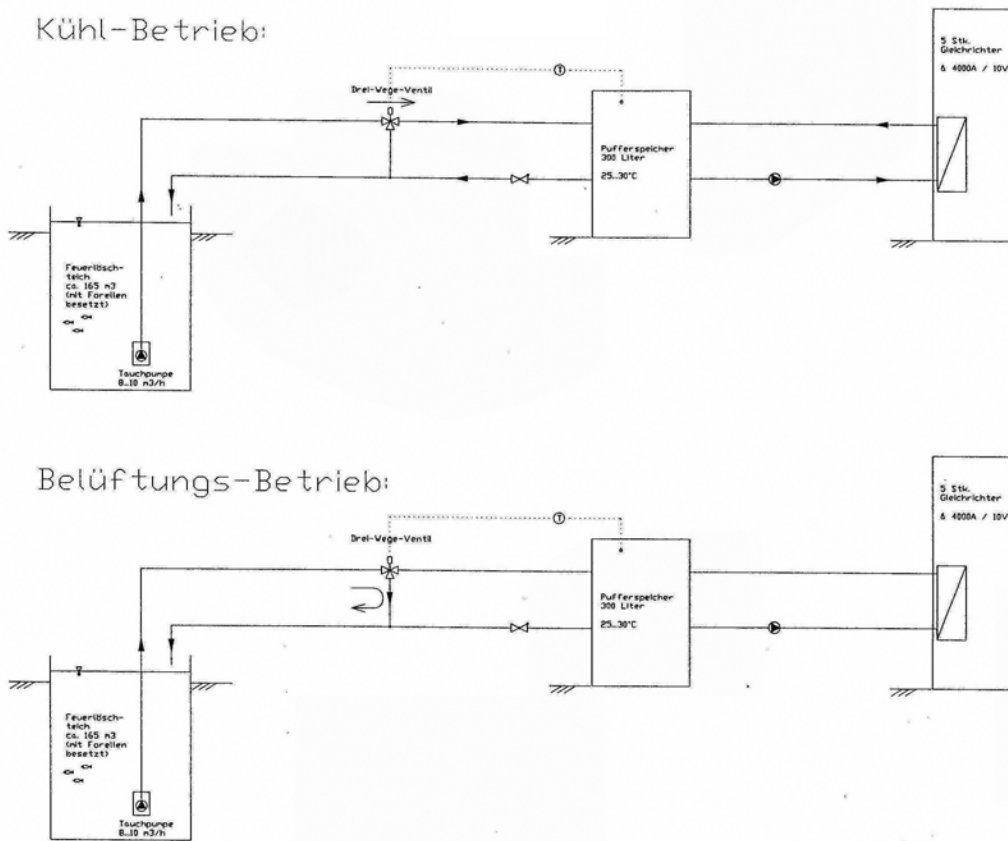 Kühl-Betrieb:
5 Stk.
Gleichrichter
á 4000A / 10V
T
Drei-Wege-Ventil
Pufferspeicher
300 Liter
25..30°C
Feuerlösch-
teich
ca. 165 m3
(mit Forellen
besetzt)
Tauchpumpe
8..10 m3/h
Belüftungs-Betrieb:
5 Stk.
Gleichrichter
á 4000A / 10V
T
Drei-Wege-Ventil
Pufferspeicher
300 Liter
25..30°C
Feuerlösch-
teich
ca. 165 m3
(mit Forellen
besetzt)
Tauchpumpe
8..10 m3/h